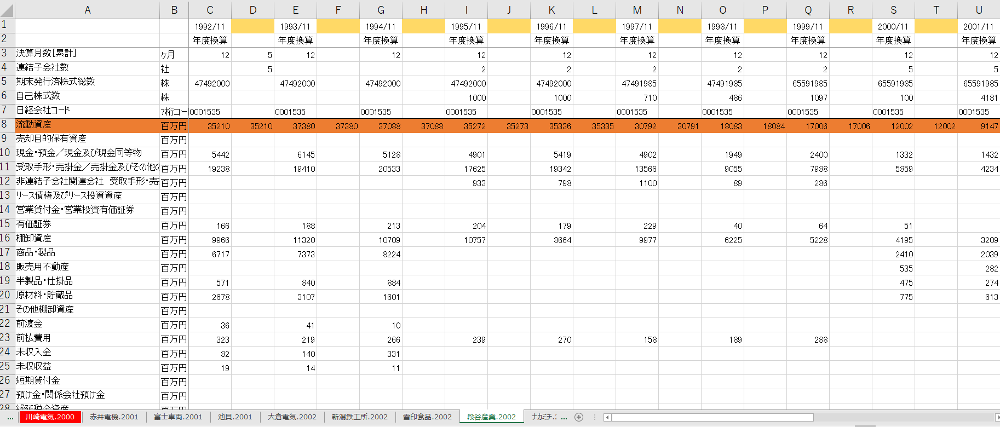 A B C D E F G H I J K L M N O P Q R S T U
1 1992/11 1993/11 1994/11 1995/11 1996/11 1997/11 1998/11 1999/11 2000/11 2001/11
2 年度換算 年度換算 年度換算 年度換算 年度換算 年度換算 年度換算 年度換算 年度換算 年度換算
3 決算月数[累計] ヶ月 12 5 12 12 12 12 12 12 12 12 12
4 連結子会社数 社 5 2 2 2 2 2 5 5
5 期末発行済株式総数 株 47492000 47492000 47492000 47492000 47492000 47491985 47491985 65591985 65591985 65591985
6 自己株式数 株 1000 1000 710 486 1097 100 4181
7 日経会社コード 7桁コー 0001535 0001535 0001535 0001535 0001535 0001535 0001535 0001535 0001535 0001535
8 流動資産 百万円 35210 35210 37380 37380 37088 37088 35272 35273 35336 35335 30792 30791 18083 18084 17006 17006 12002 12002 9147
9 売却目的保有資産 百万円
10 現金・預金／現金及び現金同等物 百万円 5442 6145 5128 4901 5419 4902 1949 2400 1332 1432
11 受取手形・売掛金／売掛金及びその他の 百万円 19238 19410 20533 17625 19342 13566 9055 7988 5859 4234
12 非連結子会社関連会社 受取手形・売 百万円 933 798 1100 89 286
13 リース債権及びリース投資資産 百万円
14 営業貸付金・営業投資有価証券 百万円
15 有価証券 百万円 166 188 213 204 179 229 40 64 51
16 棚卸資産 百万円 9966 11320 10709 10757 8664 9977 6225 5228 4195 3209
17 商品・製品 百万円 6717 7373 8224 2410 2039
18 販売用不動産 百万円 535 282
19 半製品・仕掛品 百万円 571 840 884 475 274
20 原材料・貯蔵品 百万円 2678 3107 1601 775 613
21 その他棚卸資産 百万円
22 前渡金 百万円 36 41 10
23 前払費用 百万円 323 219 266 239 270 158 189 288
24 未収入金 百万円 82 140 331
25 未収収益 百万円 19 14 11
26 短期貸付金 百万円
27 預け金・関係会社預け金 百万円
28 繰延税金資産 百万円
... 川崎電気.2000 赤井電機.2001 富士車両.2001 池貝.2001 大倉電気.2002 新潟鉄工所.2002 雪印食品.2002 段谷産業.2002 ナカミチ.2 ...